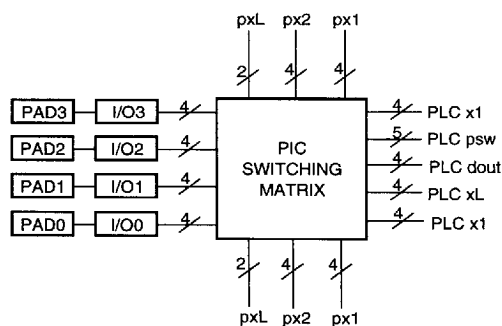 pxL px2 px1
2 4 4
PAD3 I/O3 4 4 PLC x1
PAD2 I/O2 4 5 PLC psw
4 PLC dout
PAD1 I/O1 4 4 PLC xL
PAD0 I/O0 4 4 PLC x1
PIC
SWITCHING
MATRIX
2 4 4
pxL px2 px1